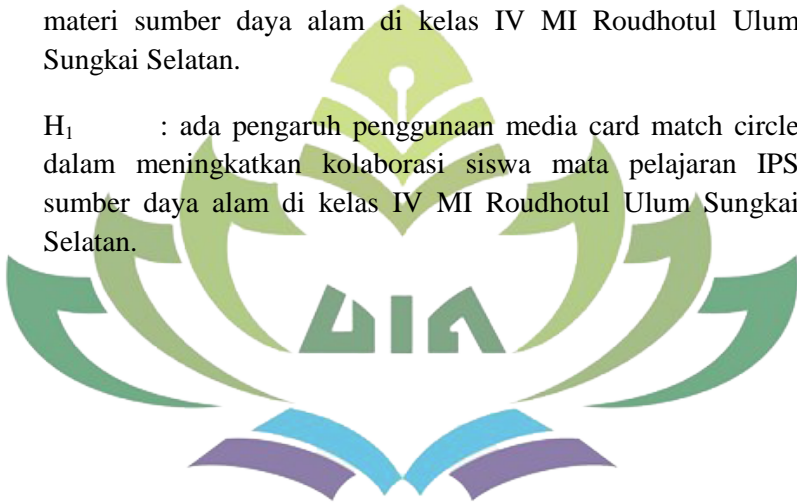 materi sumber daya alam di kelas IV MI Roudhotul Ulum
Sungkai Selatan.
H₁ : ada pengaruh penggunaan media card match circle
dalam meningkatkan kolaborasi siswa mata pelajaran IPS
sumber daya alam di kelas IV MI Roudhotul Ulum Sungkai
Selatan.
UIN